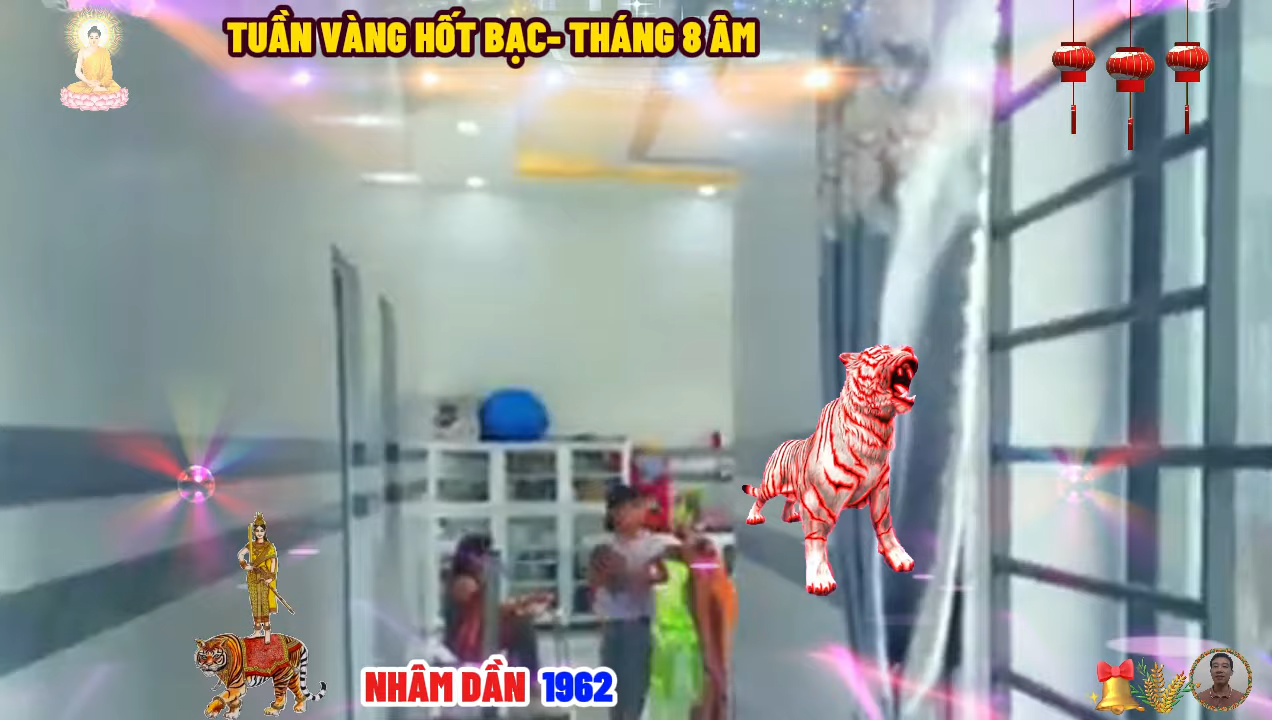 TUẦN VÀNG HỐT BẠC- THÁNG 8 ÂM
NHÂM DẦN 1962